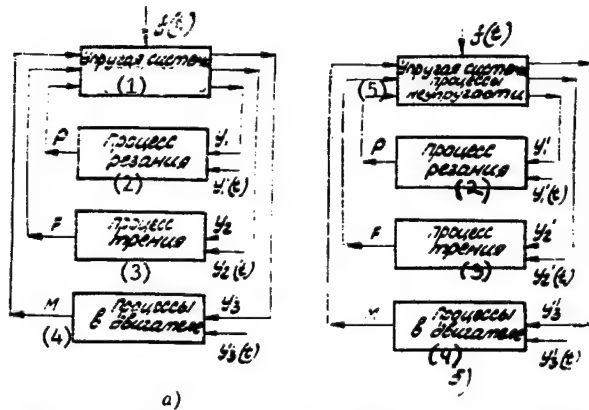 f(t)
Упругая система
(1)
P
Процесс
резания
(2)
y₁
y₁'(t)
F
Процесс
трения
(3)
y₂
y₂'(t)
M
(4)
Процессы
в двигателе
y₃
y₃'(t)
а)
f(t)
(5)
Упругая система
процессы
неупругости
P
Процесс
резания
(2)
y₁'
y₁'(t)
F
Процесс
трения
(3)
y₂'
y₂'(t)
M
Процессы
в двигателе
(4)
y₃'
y₃'(t)
б)